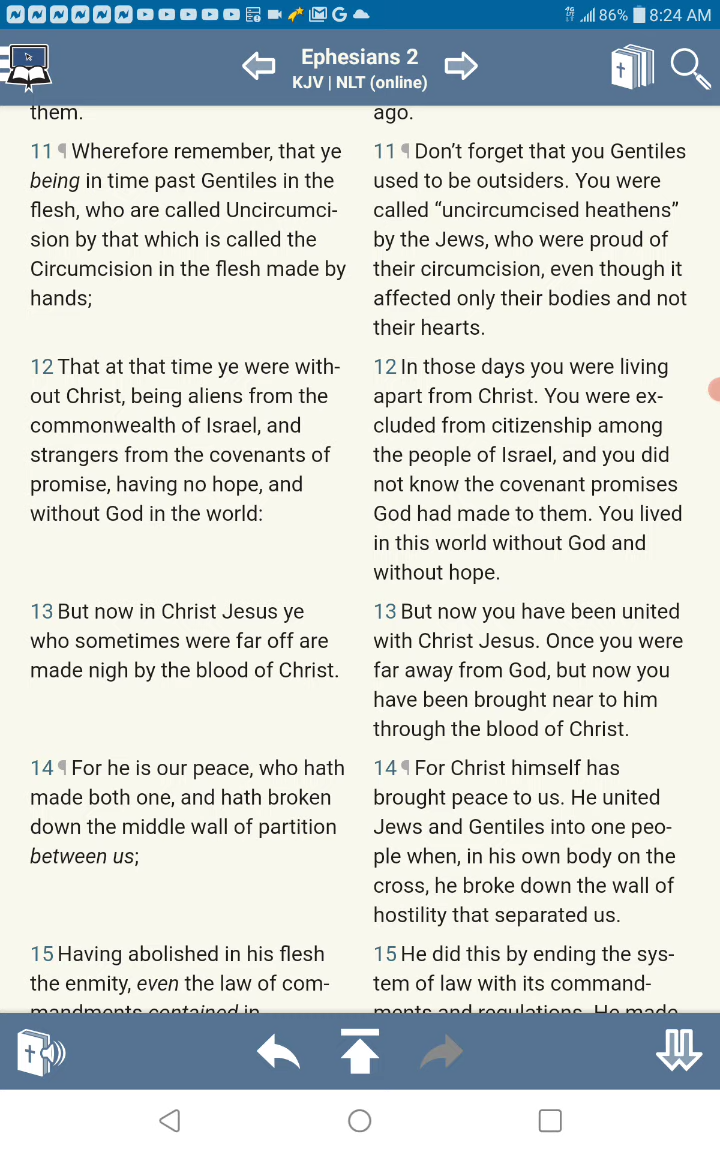 86% 8:24 AM
Ephesians 2
KJV | NLT (online)
them.
11 ¶ Wherefore remember, that ye
being in time past Gentiles in the
flesh, who are called Uncircumci-
sion by that which is called the
Circumcision in the flesh made by
hands;
12 That at that time ye were with-
out Christ, being aliens from the
commonwealth of Israel, and
strangers from the covenants of
promise, having no hope, and
without God in the world:
13 But now in Christ Jesus ye
who sometimes were far off are
made nigh by the blood of Christ.
14 ¶ For he is our peace, who hath
made both one, and hath broken
down the middle wall of partition
between us;
15 Having abolished in his flesh
the enmity, even the law of com-
mandments contained in
ago.
11 ¶ Don’t forget that you Gentiles
used to be outsiders. You were
called “uncircumcised heathens”
by the Jews, who were proud of
their circumcision, even though it
affected only their bodies and not
their hearts.
12 In those days you were living
apart from Christ. You were ex-
cluded from citizenship among
the people of Israel, and you did
not know the covenant promises
God had made to them. You lived
in this world without God and
without hope.
13 But now you have been united
with Christ Jesus. Once you were
far away from God, but now you
have been brought near to him
through the blood of Christ.
14 ¶ For Christ himself has
brought peace to us. He united
Jews and Gentiles into one peo-
ple when, in his own body on the
cross, he broke down the wall of
hostility that separated us.
15 He did this by ending the sys-
tem of law with its command-
ments and regulations. He made